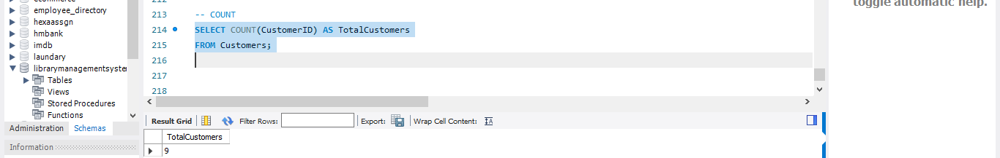 ecommerce
employee_directory
hexaassgn
hmbank
imdb
laundary
librarymanagementsyste
Tables
Views
Stored Procedures
Functions
Administration Schemas
Information
213 -- COUNT
214 SELECT COUNT(CustomerID) AS TotalCustomers
215 FROM Customers;
216
217
218
Result Grid Filter Rows: Export: Wrap Cell Content:
TotalCustomers
9
toggle automatic help.